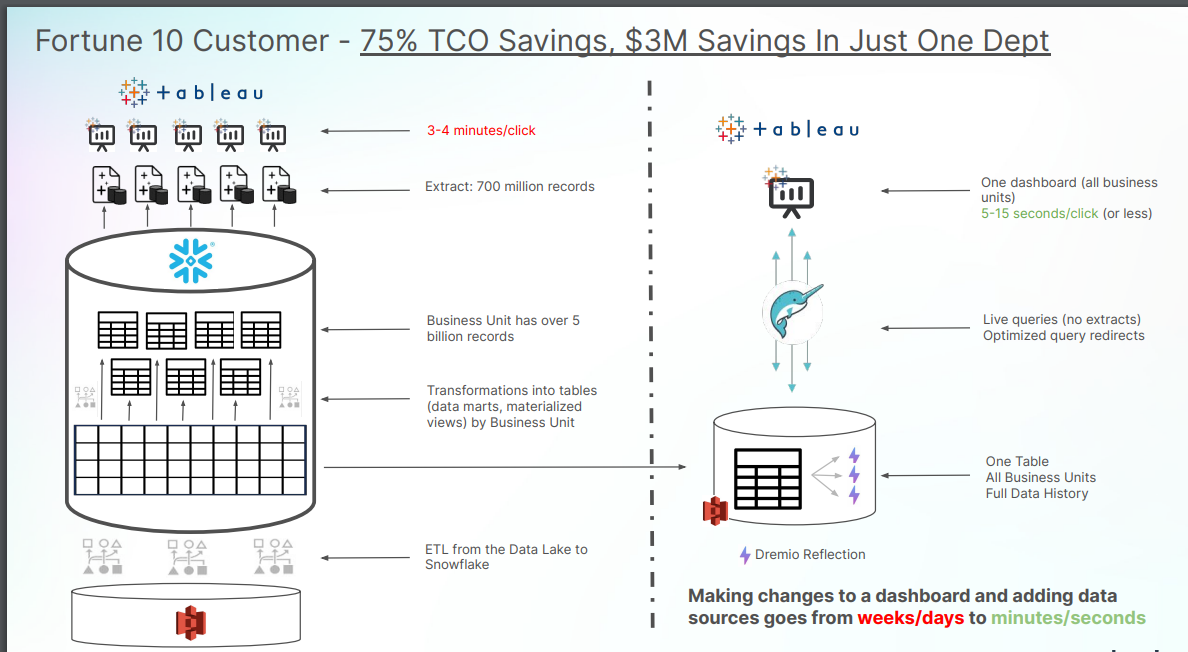 Fortune 10 Customer - 75% TCO Savings, $3M Savings In Just One Dept
+ a b | e a u
3-4 minutes/click
Extract: 700 million records
Business Unit has over 5
billion records
Transformations into tables
(data marts, materialized
views) by Business Unit
ETL from the Data Lake to
Snowflake
+ a b | e a u
One dashboard (all business
units)
5-15 seconds/click (or less)
Live queries (no extracts)
Optimized query redirects
One Table
All Business Units
Full Data History
Dremio Reflection
Making changes to a dashboard and adding data
sources goes from weeks/days to minutes/seconds